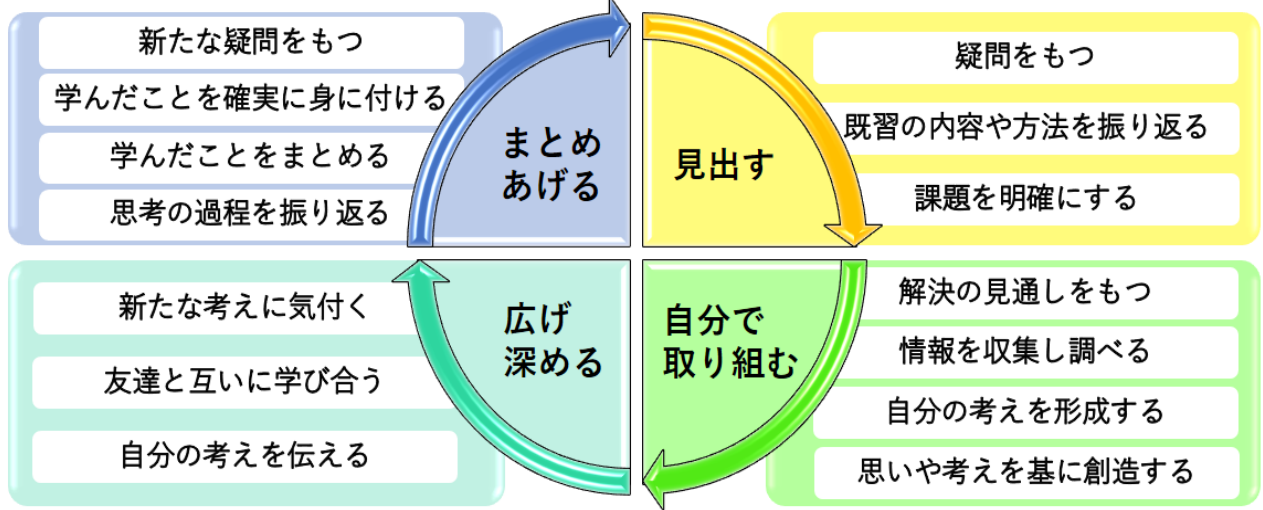 新たな疑問をもつ
学んだことを確実に身に付ける
学んだことをまとめる
思考の過程を振り返る
まとめ
あげる
見出す
疑問をもつ
既習の内容や方法を振り返る
課題を明確にする
新たな考えに気付く
友達と互いに学び合う
自分の考えを伝える
広げ
深める
自分で
取り組む
解決の見通しをもつ
情報を収集し調べる
自分の考えを形成する
思いや考えを基に創造する